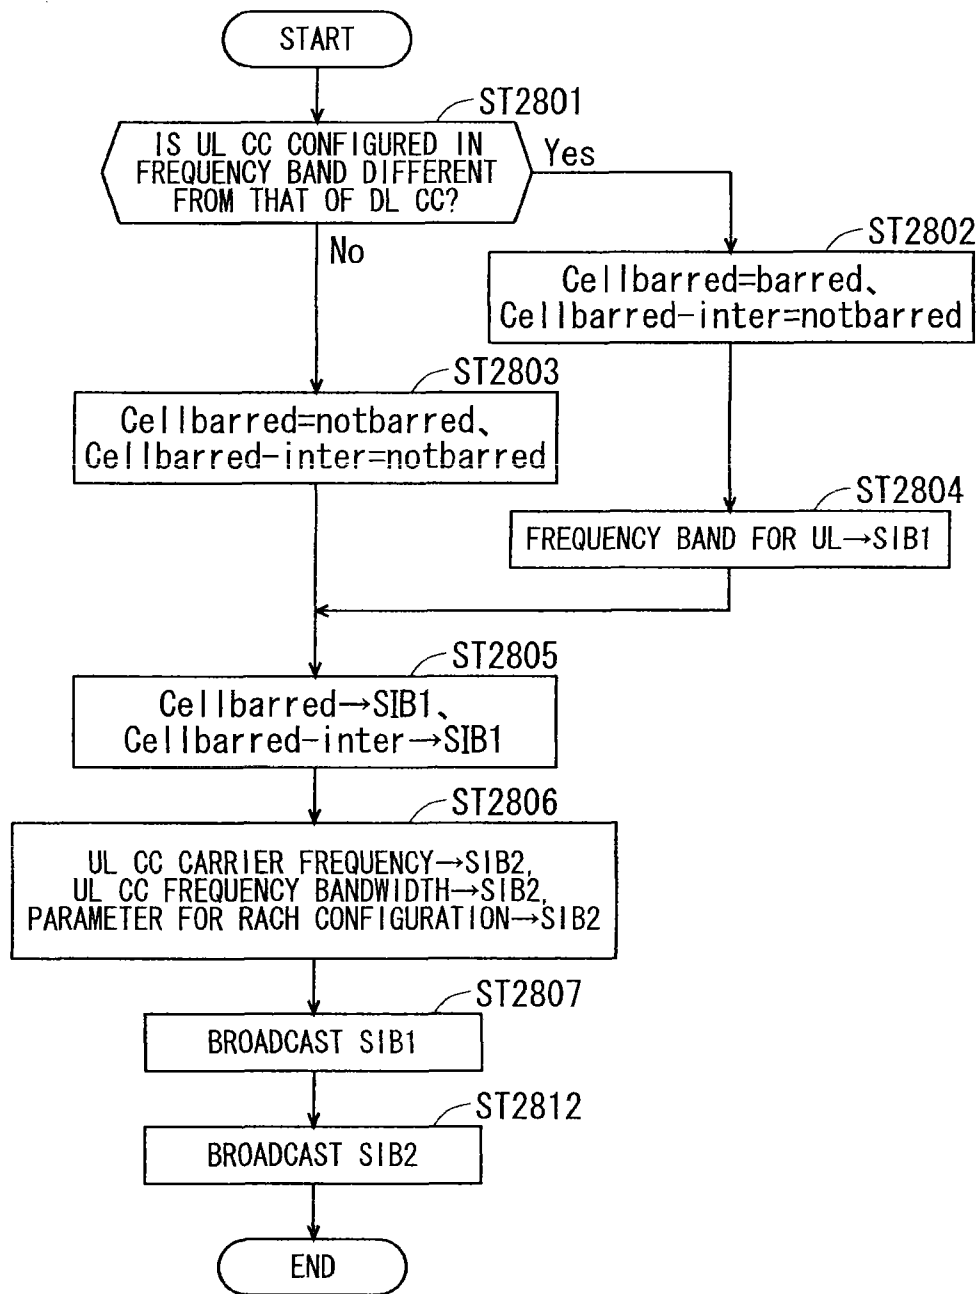 START
ST2801
IS UL CC CONFIGURED IN
FREQUENCY BAND DIFFERENT
FROM THAT OF DL CC?
Yes
No
ST2802
Cellbarred=barred、
Cellbarred-inter=notbarred
ST2803
Cellbarred=notbarred、
Cellbarred-inter=notbarred
ST2804
FREQUENCY BAND FOR UL→SIB1
ST2805
Cellbarred→SIB1、
Cellbarred-inter→SIB1
ST2806
UL CC CARRIER FREQUENCY→SIB2,
UL CC FREQUENCY BANDWIDTH→SIB2,
PARAMETER FOR RACH CONFIGURATION→SIB2
ST2807
BROADCAST SIB1
ST2812
BROADCAST SIB2
END